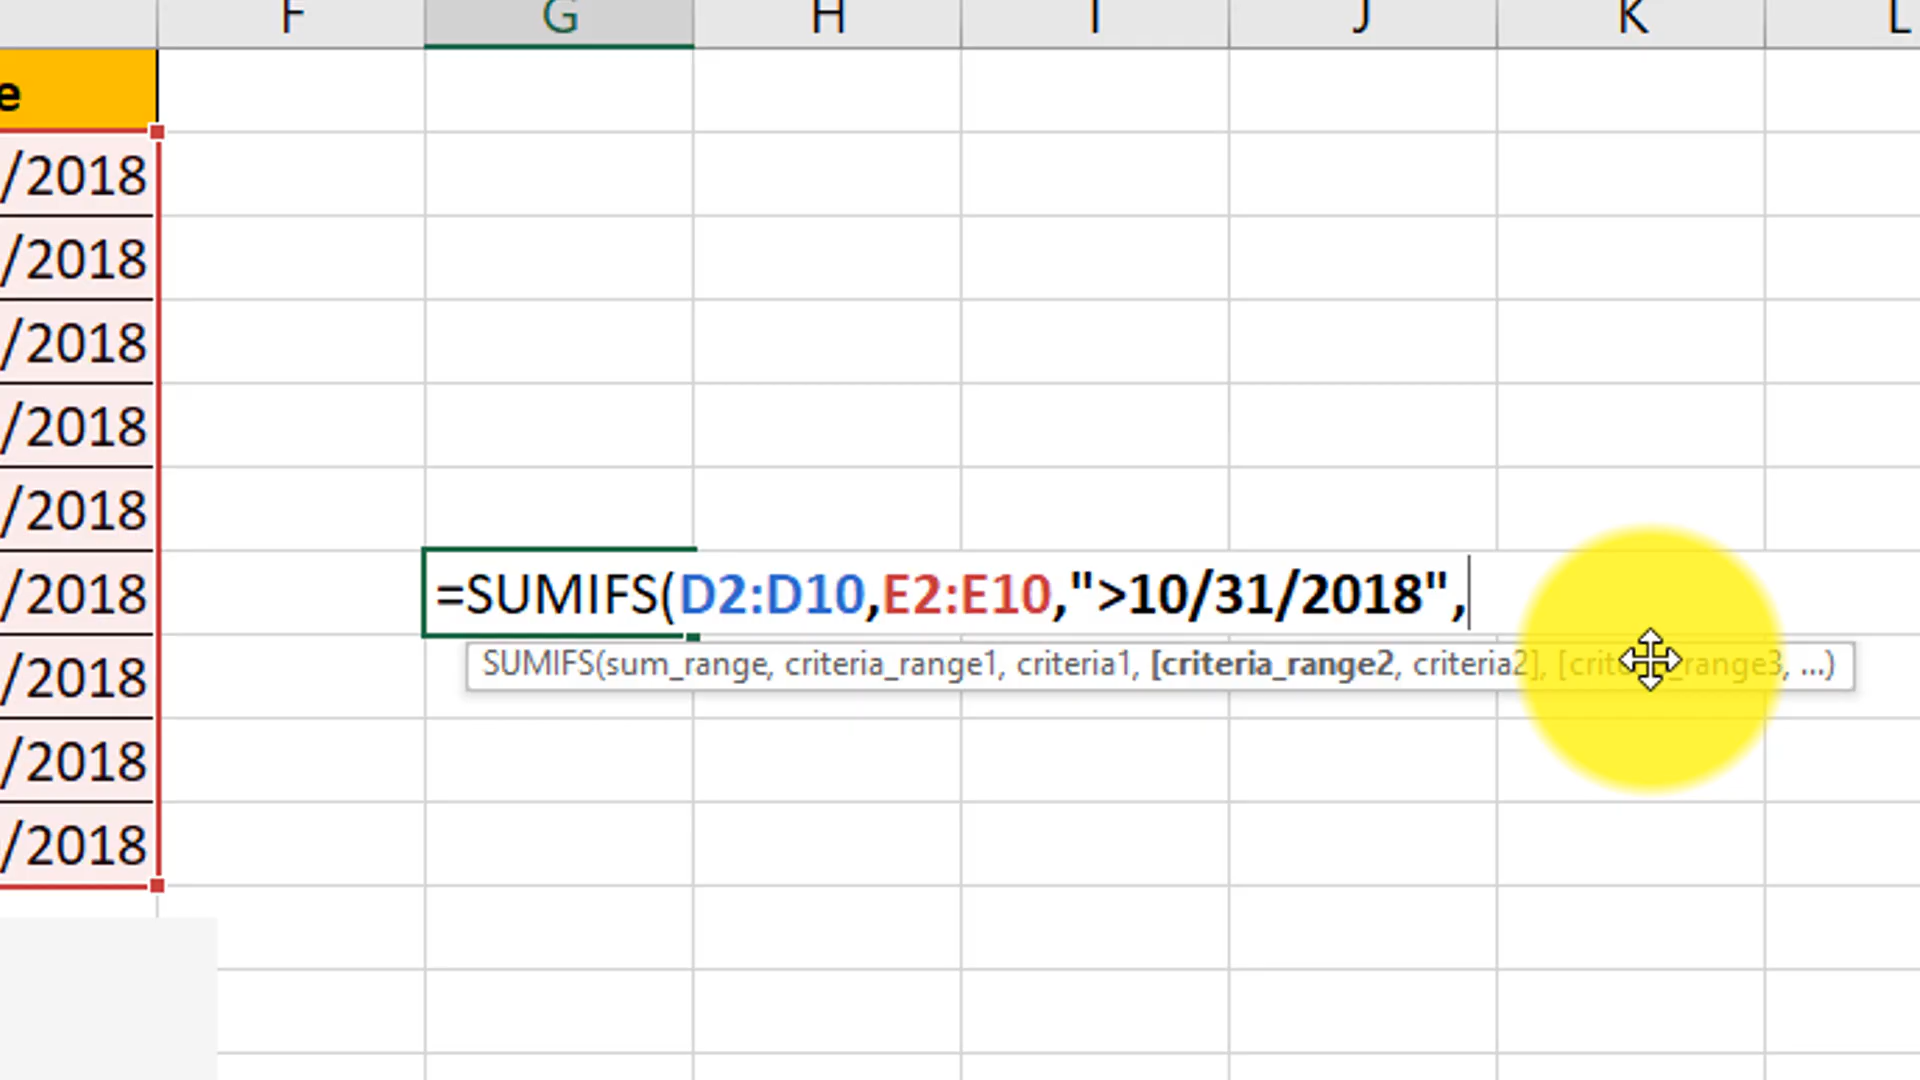 F G H I J K L
e
/2018
/2018
/2018
/2018
/2018
/2018
=SUMIFS(D2:D10,E2:E10,">10/31/2018",
/2018
SUMIFS(sum_range, criteria_range1, criteria1, [criteria_range2, criteria2], [criteria_range3, ...)
/2018
/2018